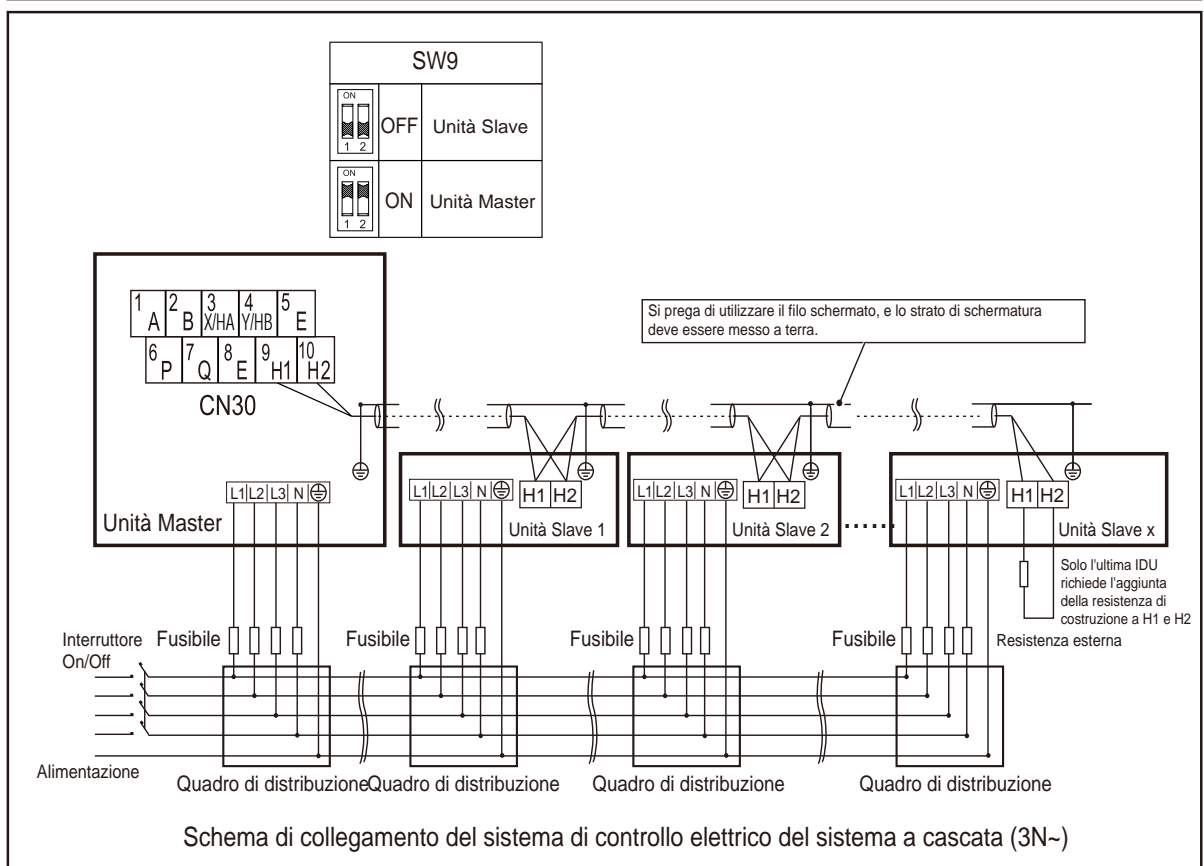 SW9
ON
1 2
OFF
Unità Slave
ON
1 2
ON
Unità Master
1 A
2 B
3 X/HA
4 Y/HB
5 E
6 P
7 Q
8 E
9 H1
10 H2
CN30
Si prega di utilizzare il filo schermato, e lo strato di schermatura
deve essere messo a terra.
L1 L2 L3 N
Unità Master
L1 L2 L3 N
H1 H2
Unità Slave 1
L1 L2 L3 N
H1 H2
Unità Slave 2
L1 L2 L3 N
H1 H2
Unità Slave x
Solo l'ultima IDU
richiede l'aggiunta
della resistenza di
costruzione a H1 e H2
Interruttore
On/Off
Fusibile
Fusibile
Fusibile
Fusibile
Resistenza esterna
Alimentazione
Quadro di distribuzione
Quadro di distribuzione
Quadro di distribuzione
Quadro di distribuzione
Schema di collegamento del sistema di controllo elettrico del sistema a cascata (3N~)